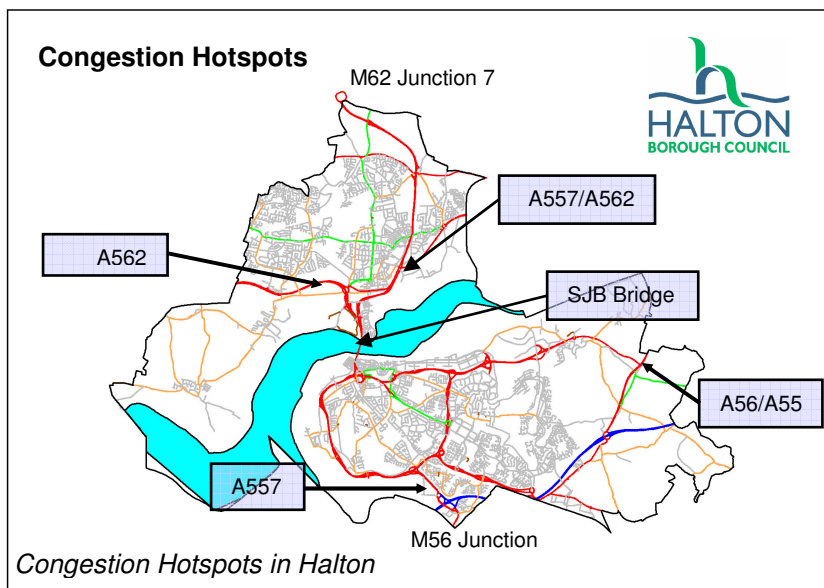 Congestion Hotspots
M62 Junction 7
HALTON
BOROUGH COUNCIL
A557/A562
A562
SJB Bridge
A56/A55
A557
M56 Junction
Congestion Hotspots in Halton